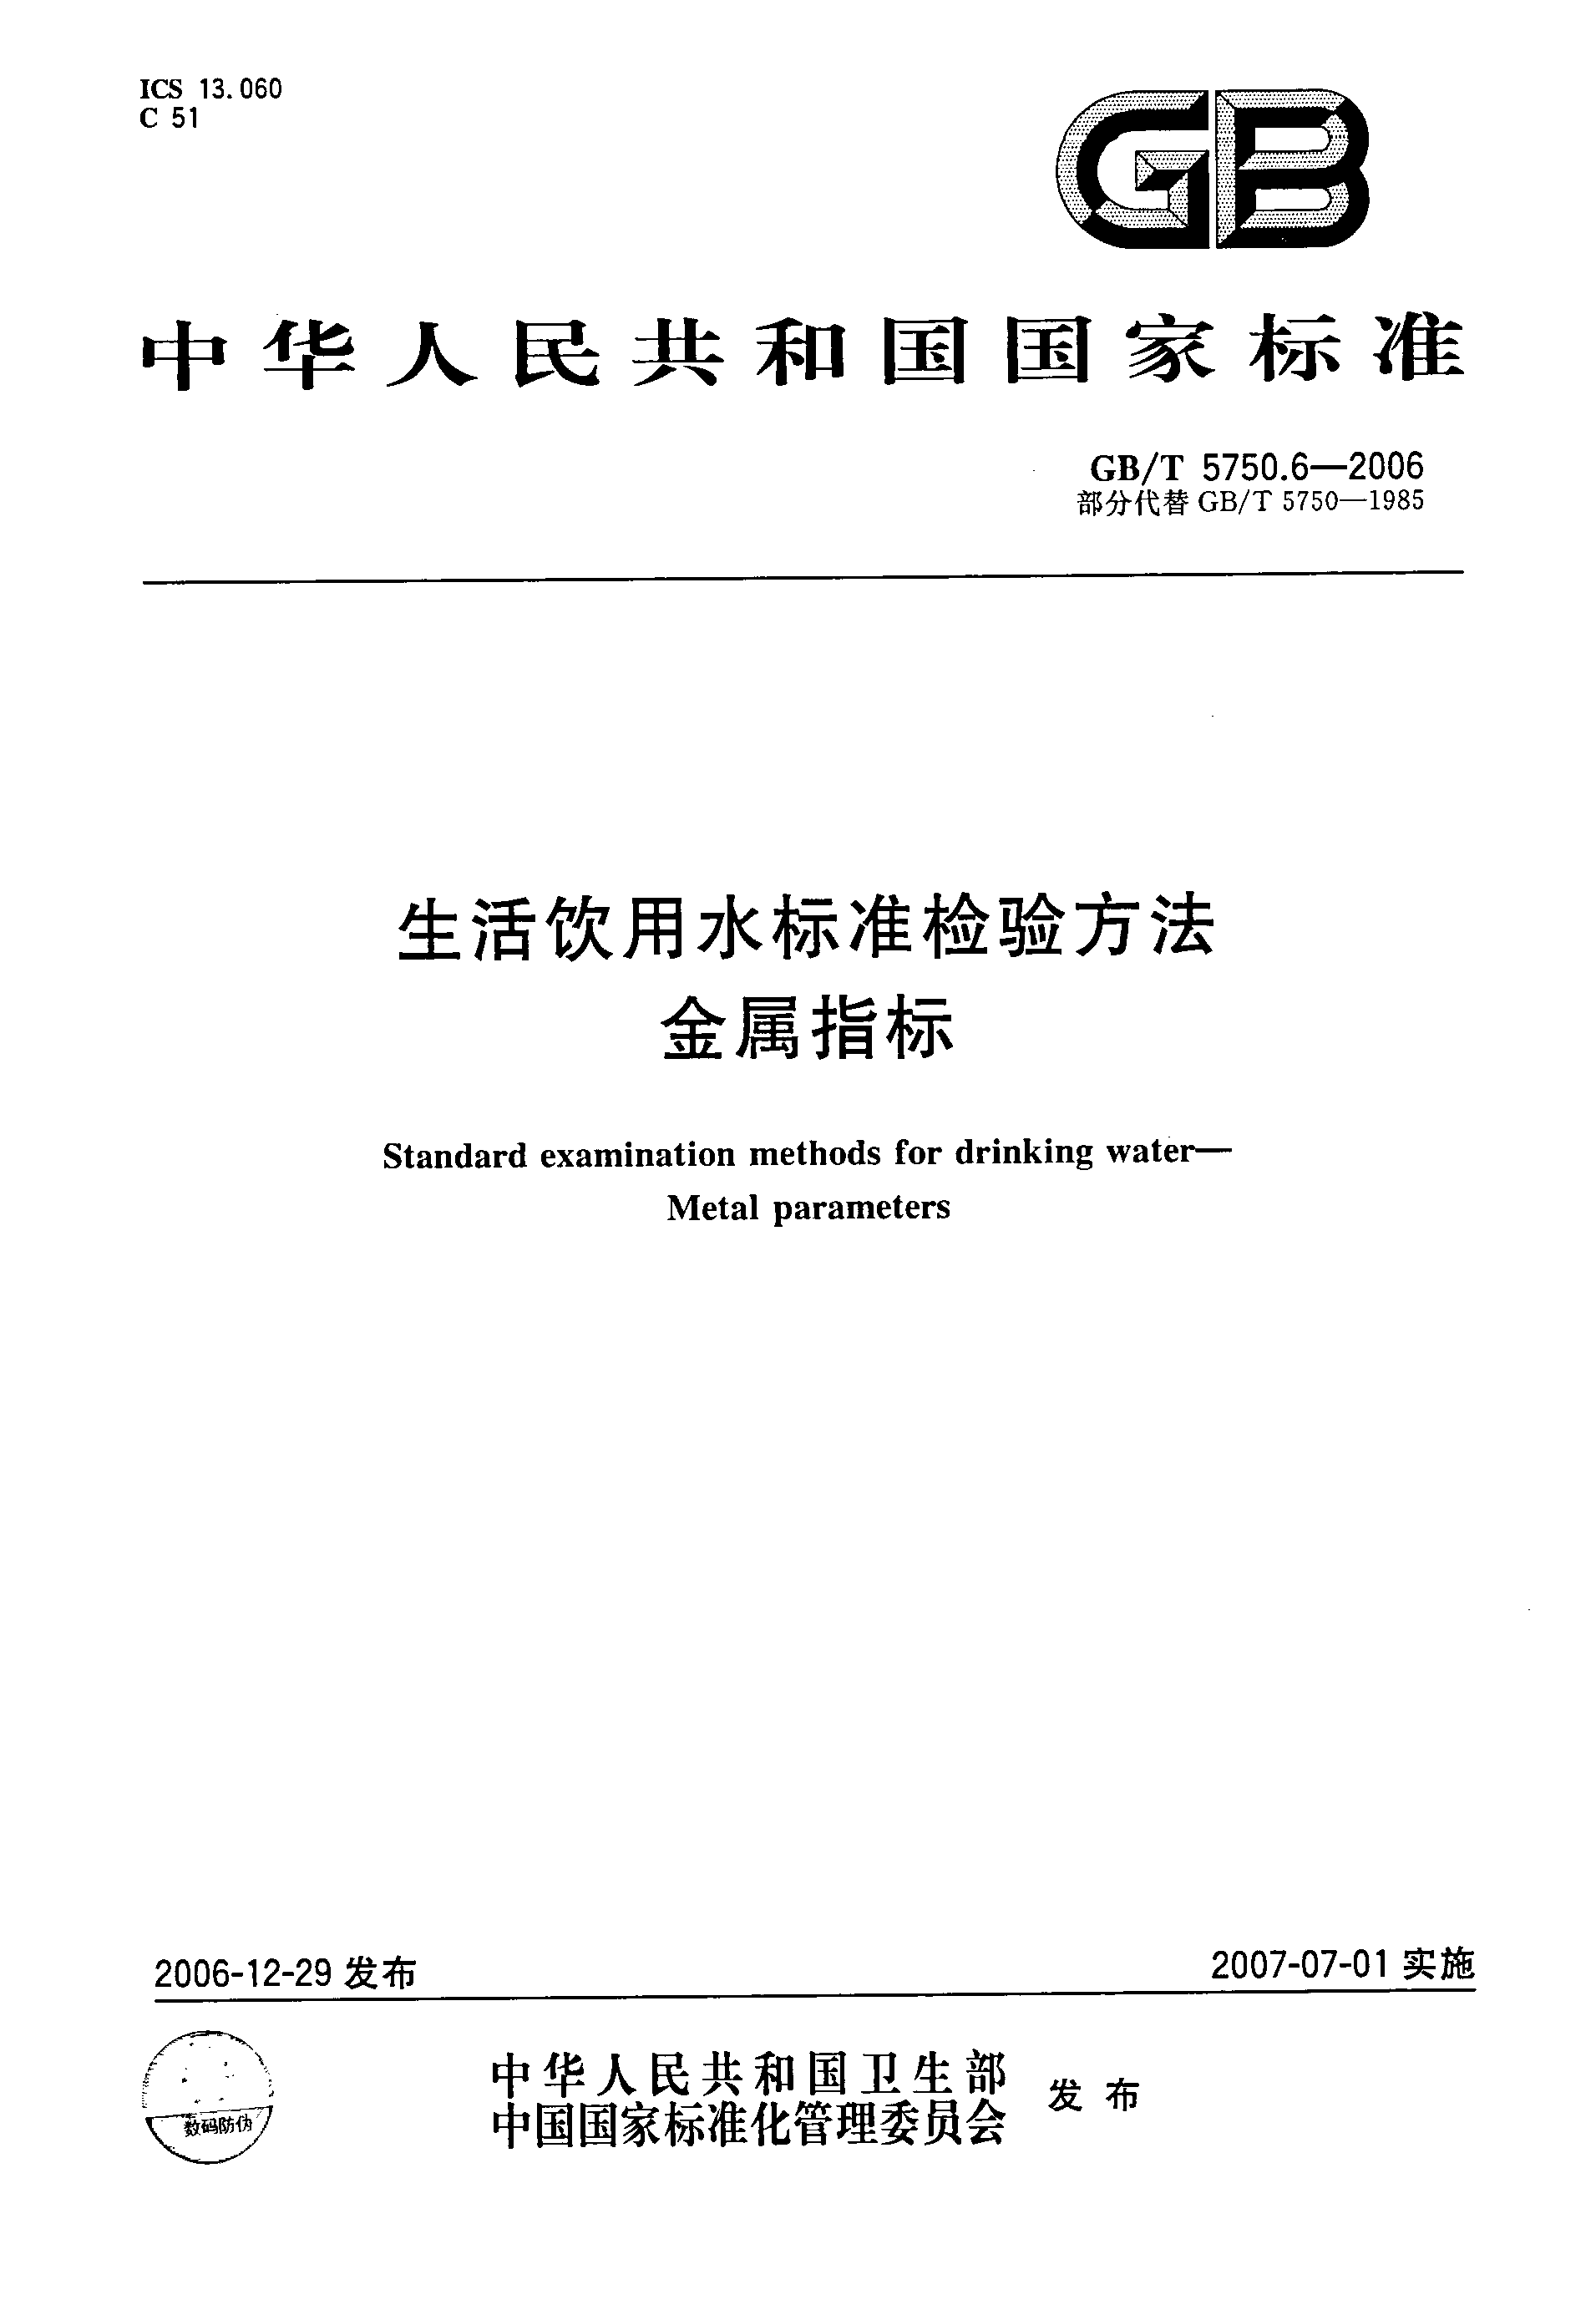 ICS 13.060
C 51
GB
中华人民共和国国家标准
GB/T 5750.6—2006
部分代替 GB/T 5750—1985
生活饮用水标准检验方法
金属指标
Standard examination methods for drinking water—
Metal parameters
2006-12-29 发布
2007-07-01 实施
中华人民共和国卫生部
中国国家标准化管理委员会
发布
数码防伪